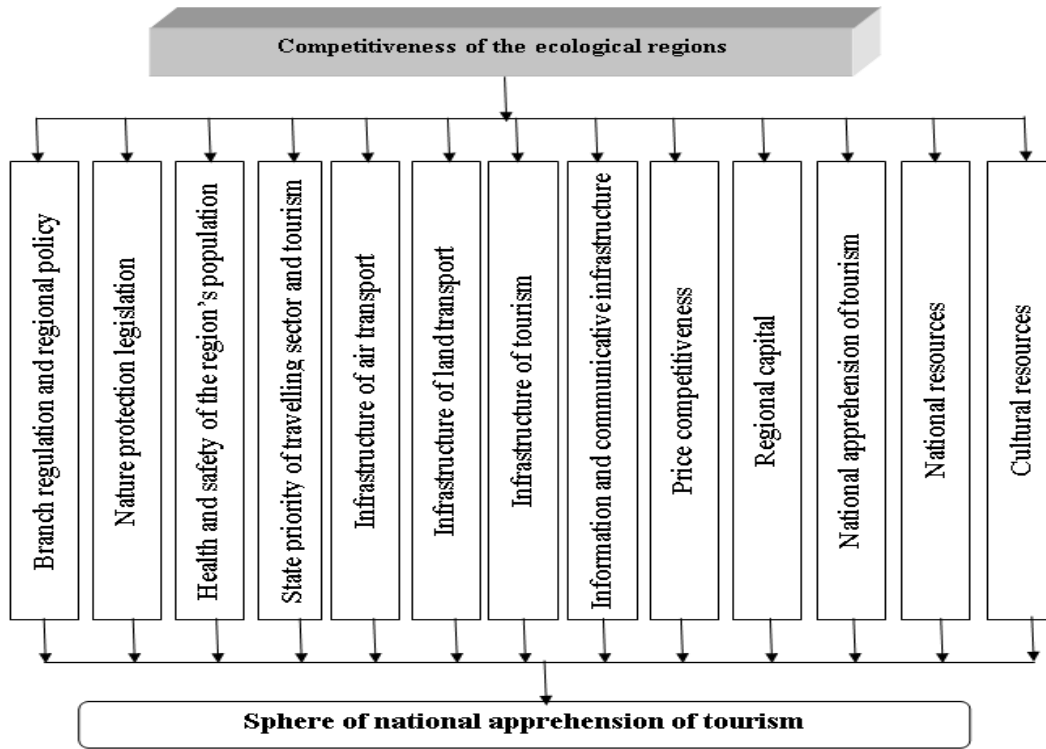 Competitiveness of the ecological regions
Branch regulation and regional policy
Nature protection legislation
Health and safety of the region's population
State priority of travelling sector and tourism
Infrastructure of air transport
Infrastructure of land transport
Infrastructure of tourism
Information and communicative infrastructure
Price competitiveness
Regional capital
National apprehension of tourism
National resources
Cultural resources
Sphere of national apprehension of tourism